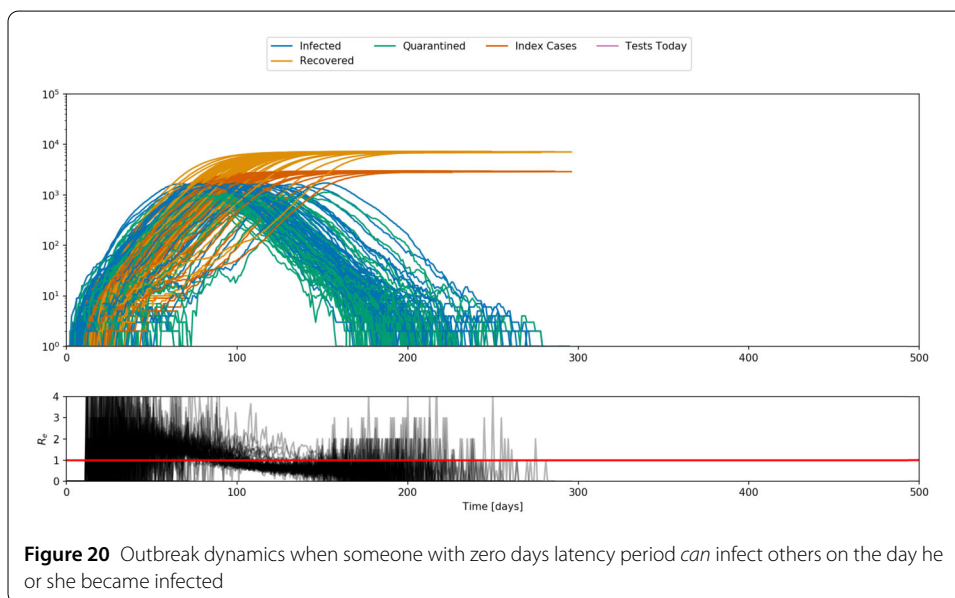 Infected
Recovered
Quarantined
Index Cases
Tests Today
10⁵
10⁴
10³
10²
10¹
10⁰
0 100 200 300 400 500
4
3
2
1
0
Rₑ
0 100 200 300 400 500
Time [days]
Figure 20 Outbreak dynamics when someone with zero days latency period can infect others on the day he
or she became infected